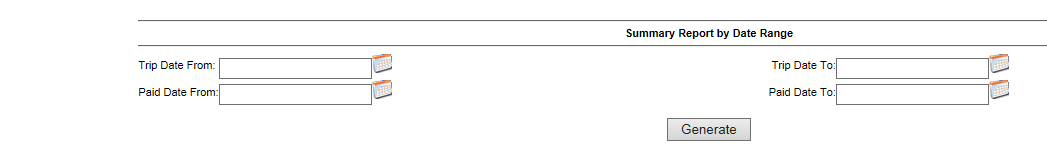 Summary Report by Date Range
Trip Date From: Trip Date To:
Paid Date From: Paid Date To:
Generate